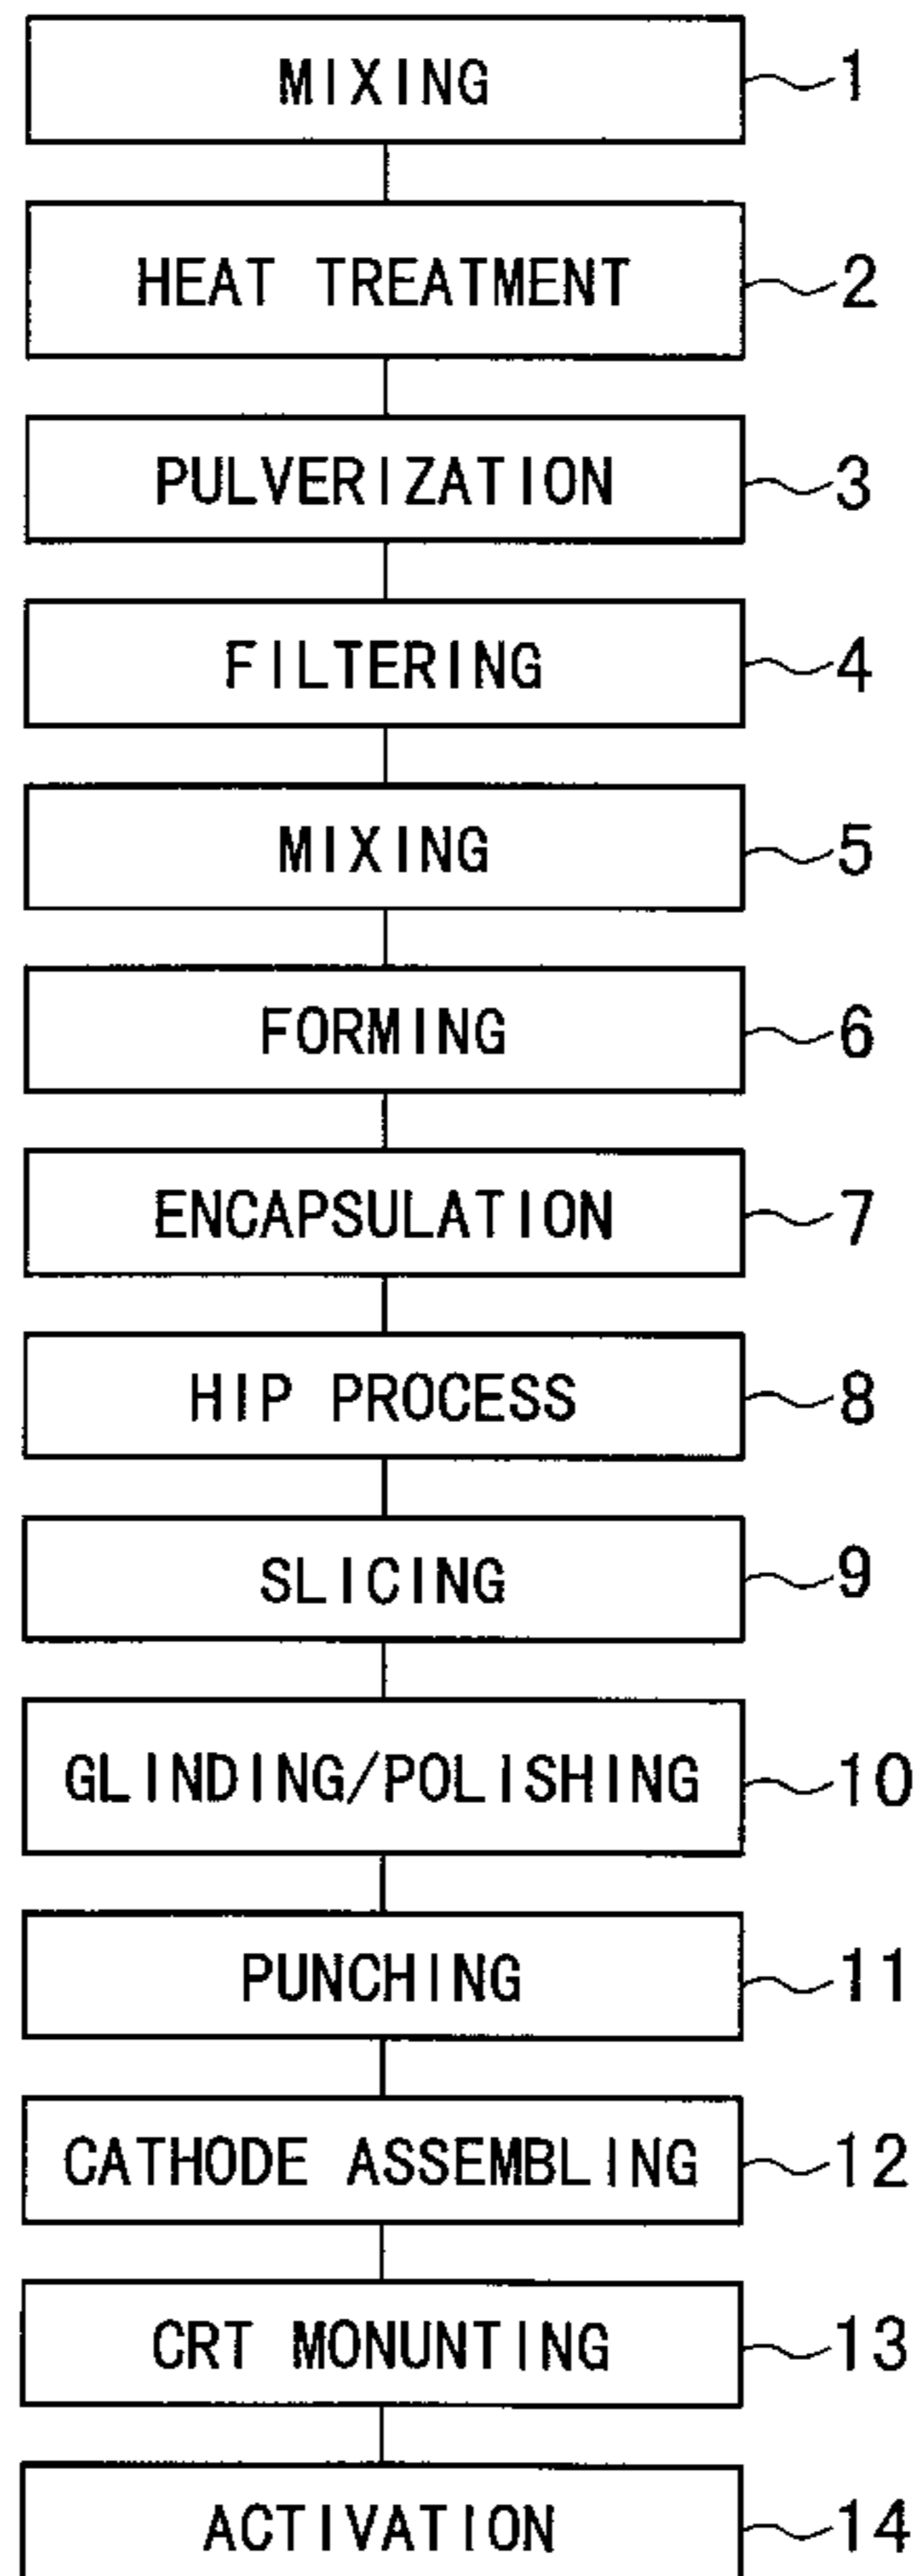 MIXING 1
HEAT TREATMENT 2
PULVERIZATION 3
FILTERING 4
MIXING 5
FORMING 6
ENCAPSULATION 7
HIP PROCESS 8
SLICING 9
GLINDING/POLISHING 10
PUNCHING 11
CATHODE ASSEMBLING 12
CRT MONUNTING 13
ACTIVATION 14